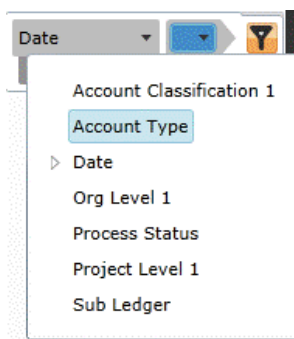 Date
Account Classification 1
Account Type
Date
Org Level 1
Process Status
Project Level 1
Sub Ledger